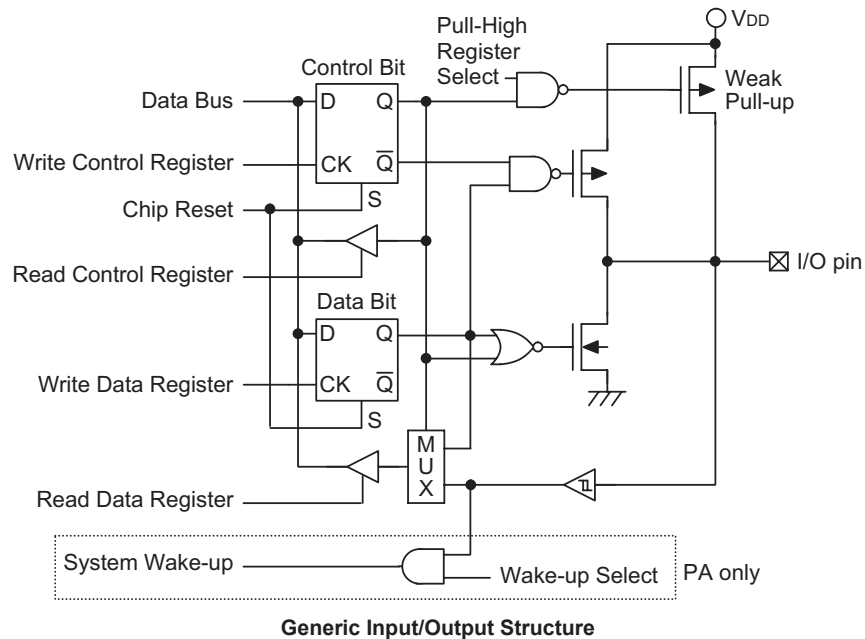 VDD
Pull-High
Register
Select
Control Bit
Weak
Pull-up
Data Bus
D
Q
Write Control Register
CK
Q̅
S
Chip Reset
Read Control Register
I/O pin
Data Bit
D
Q
Write Data Register
CK
Q̅
S
M
U
X
Read Data Register
System Wake-up
Wake-up Select
PA only
Generic Input/Output Structure